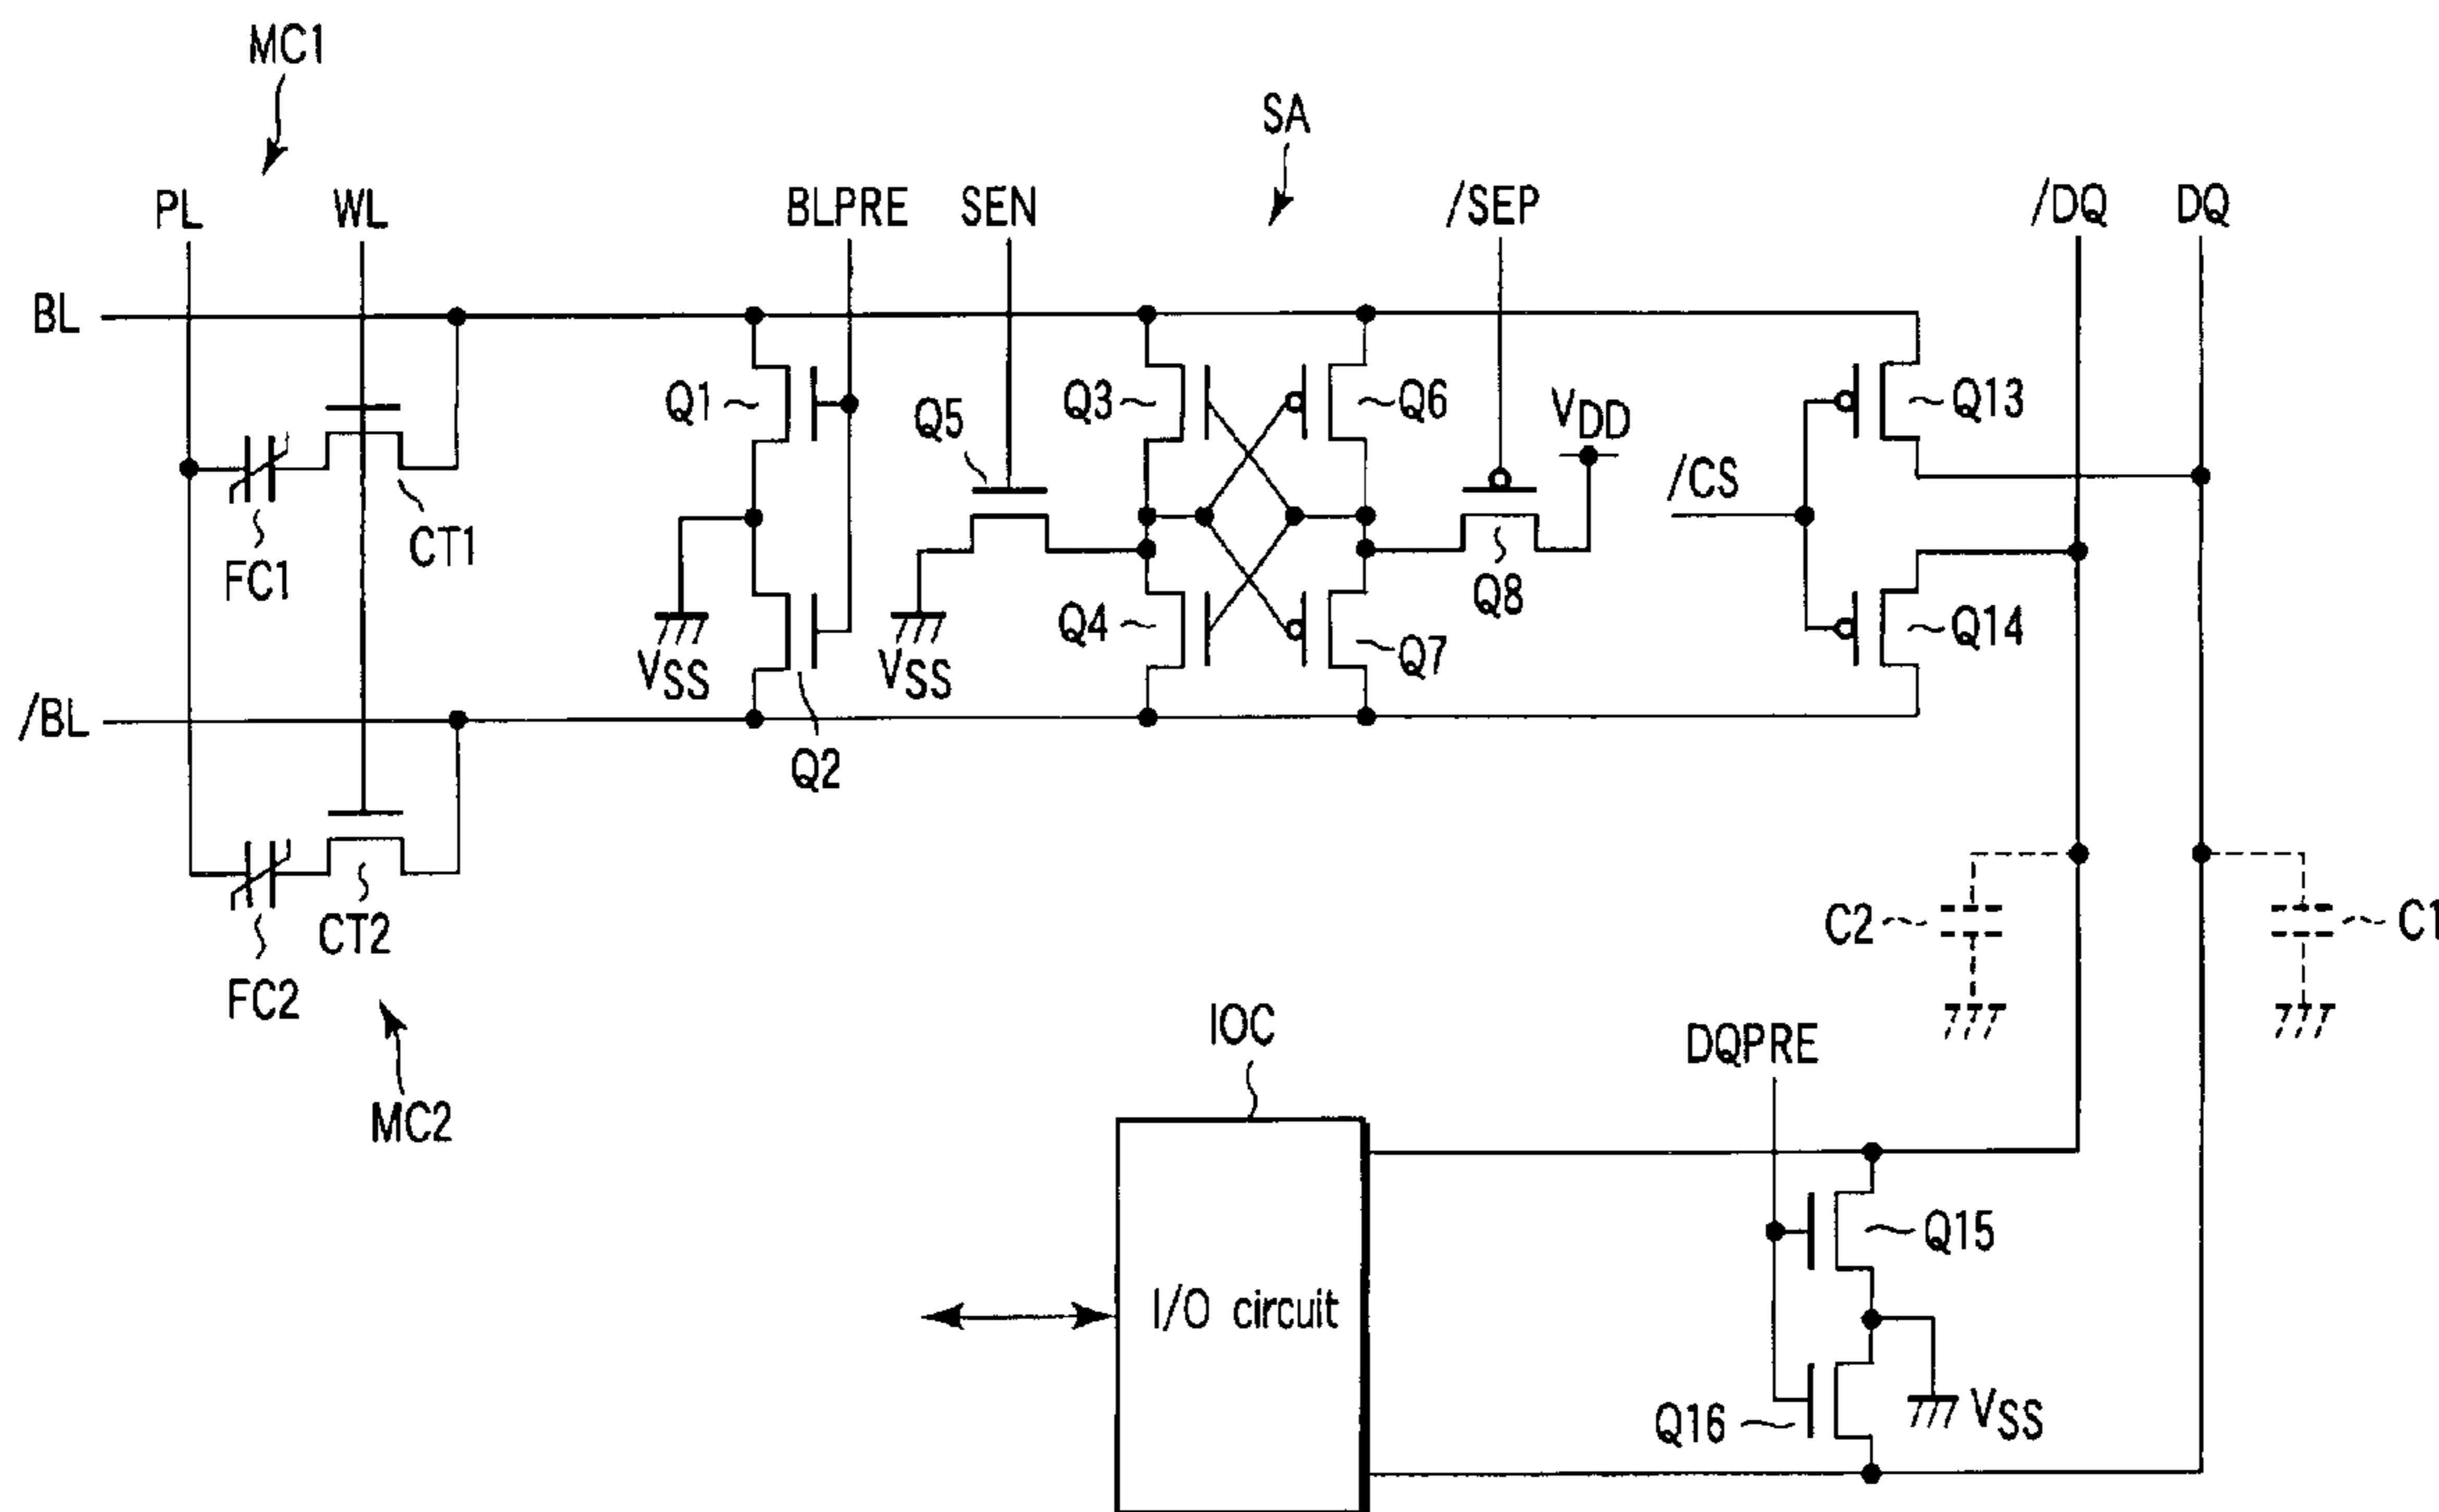 MC1
SA
PL
WL
BLPRE
SEN
/SEP
/DQ
DQ
BL
Q1
Q5
Q3
Q6
VDD
Q13
/CS
CT1
FC1
Q8
Q4
Q7
Q14
VSS
VSS
/BL
Q2
CT2
FC2
C2
C1
IOC
DQPRE
MC2
Q15
I/O circuit
Q16
VSS